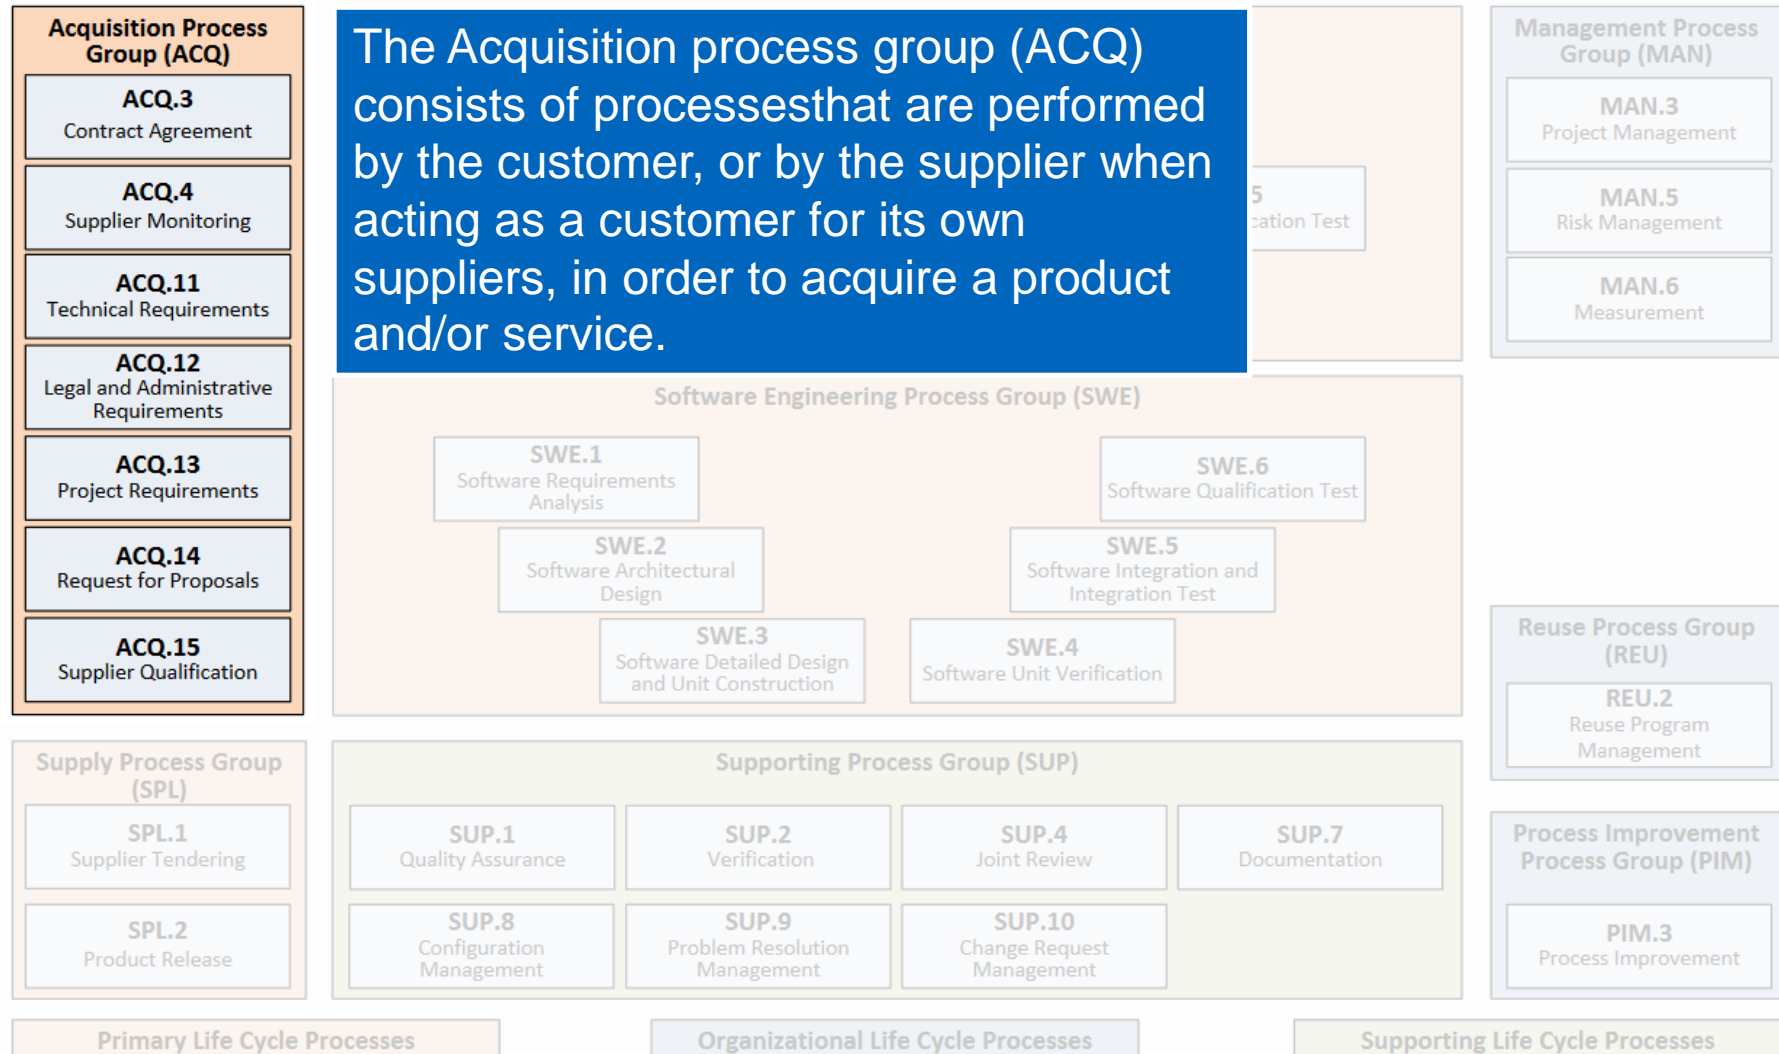 Acquisition Process
Group (ACQ)
ACQ.3
Contract Agreement
ACQ.4
Supplier Monitoring
ACQ.11
Technical Requirements
ACQ.12
Legal and Administrative
Requirements
ACQ.13
Project Requirements
ACQ.14
Request for Proposals
ACQ.15
Supplier Qualification
The Acquisition process group (ACQ)
consists of processesthat are performed
by the customer, or by the supplier when
acting as a customer for its own
suppliers, in order to acquire a product
and/or service.
5
cation Test
Management Process
Group (MAN)
MAN.3
Project Management
MAN.5
Risk Management
MAN.6
Measurement
Software Engineering Process Group (SWE)
SWE.1
Software Requirements
Analysis
SWE.6
Software Qualification Test
SWE.2
Software Architectural
Design
SWE.5
Software Integration and
Integration Test
SWE.3
Software Detailed Design
and Unit Construction
SWE.4
Software Unit Verification
Reuse Process Group
(REU)
REU.2
Reuse Program
Management
Supply Process Group
(SPL)
SPL.1
Supplier Tendering
SPL.2
Product Release
Supporting Process Group (SUP)
SUP.1
Quality Assurance
SUP.2
Verification
SUP.4
Joint Review
SUP.7
Documentation
SUP.8
Configuration
Management
SUP.9
Problem Resolution
Management
SUP.10
Change Request
Management
Process Improvement
Process Group (PIM)
PIM.3
Process Improvement
Primary Life Cycle Processes
Organizational Life Cycle Processes
Supporting Life Cycle Processes